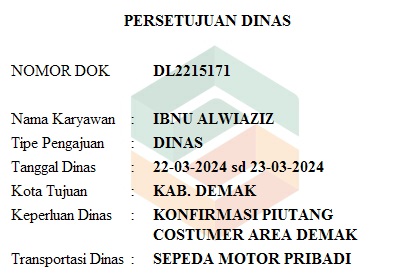 PERSETUJUAN DINAS
NOMOR DOK DL2215171
Nama Karyawan : IBNU ALWIAZIZ
Tipe Pengajuan : DINAS
Tanggal Dinas : 22-03-2024 sd 23-03-2024
Kota Tujuan : KAB. DEMAK
Keperluan Dinas : KONFIRMASI PIUTANG
COSTUMER AREA DEMAK
Transportasi Dinas : SEPEDA MOTOR PRIBADI